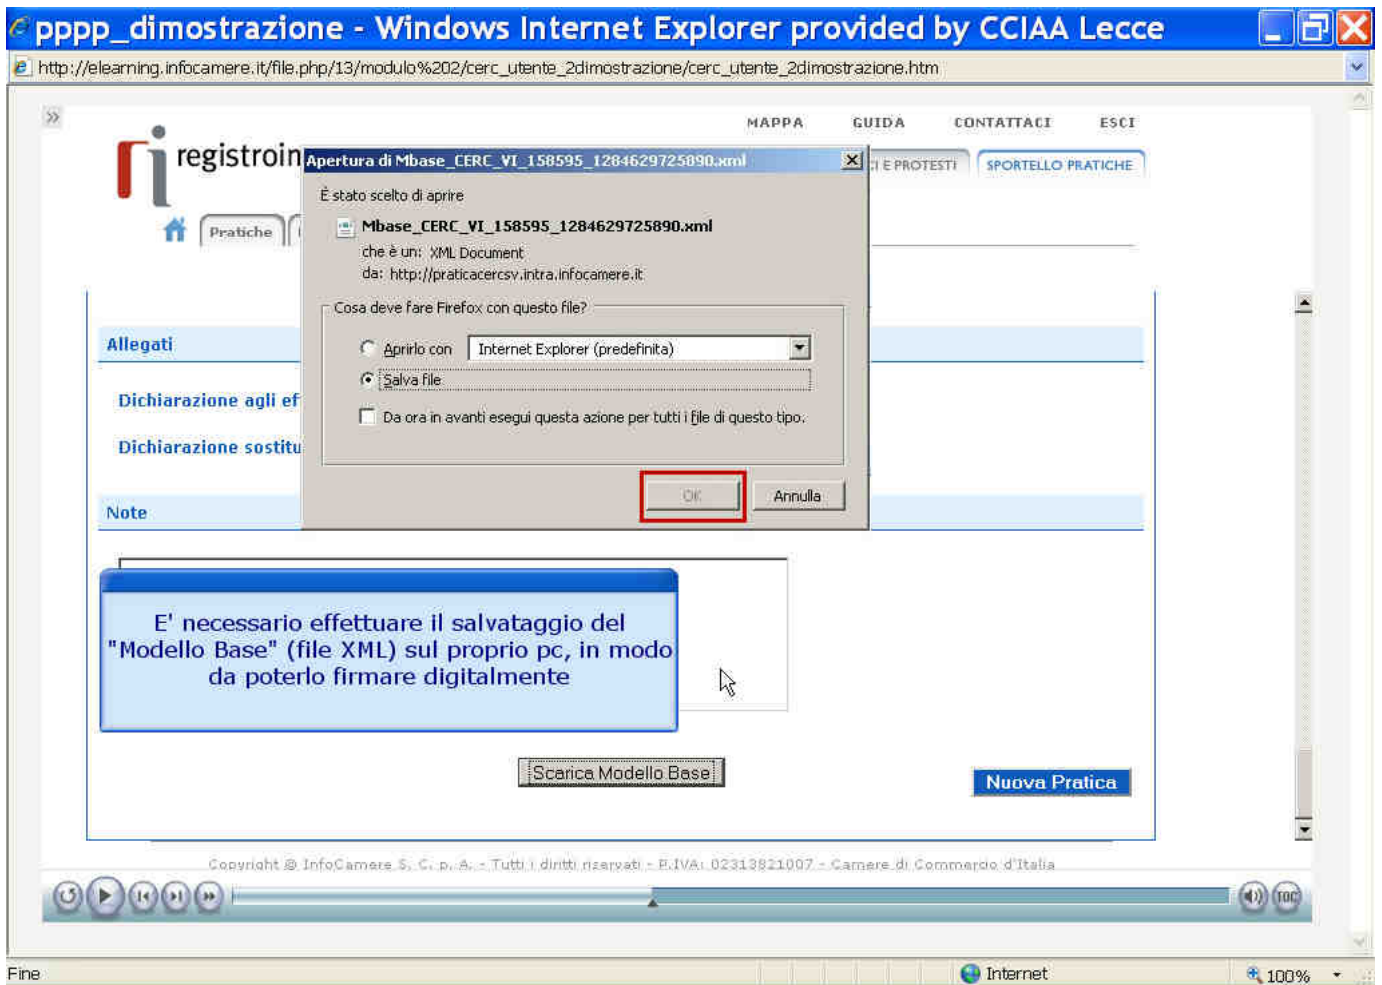 pppp_dimostrazione - Windows Internet Explorer provided by CCIAA Lecce
http://elearning.infocamere.it/file.php/13/modulo%202/cerc_utente_2dimostrazione/cerc_utente_2dimostrazione.htm
MAPPA GUIDA CONTATTACI ESCI
registroin
CI E PROTESTI SPORTELLO PRATICHE
Pratiche
Apertura di Mbase_CERC_VI_158595_1284629725890.xml
È stato scelto di aprire
Mbase_CERC_VI_158595_1284629725890.xml
che è un: XML Document
da: http://praticacercsv.intra.infocamere.it
Cosa deve fare Firefox con questo file?
Aprirlo con Internet Explorer (predefinita)
Salva file
Da ora in avanti esegui questa azione per tutti i file di questo tipo.
OK Annulla
Allegati
Dichiarazione agli ef
Dichiarazione sostitu
Note
E' necessario effettuare il salvataggio del
"Modello Base" (file XML) sul proprio pc, in modo
da poterlo firmare digitalmente
Scarica Modello Base
Nuova Pratica
Copyright @ InfoCamere S. C. p. A. - Tutti i diritti riservati - P.IVA: 02313821007 - Camere di Commercio d'Italia
TOC
Fine Internet 100%